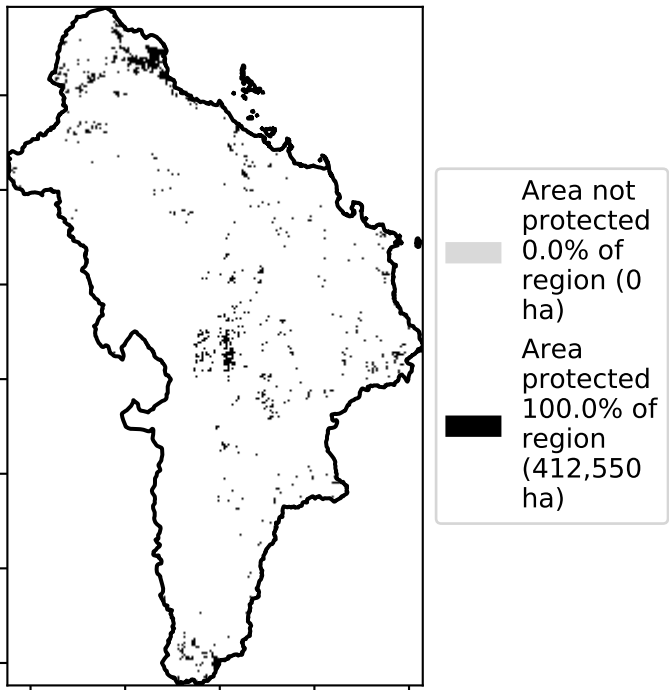 Area not
protected
0.0% of
region (0
ha)
Area
protected
100.0% of
region
(412,550
ha)